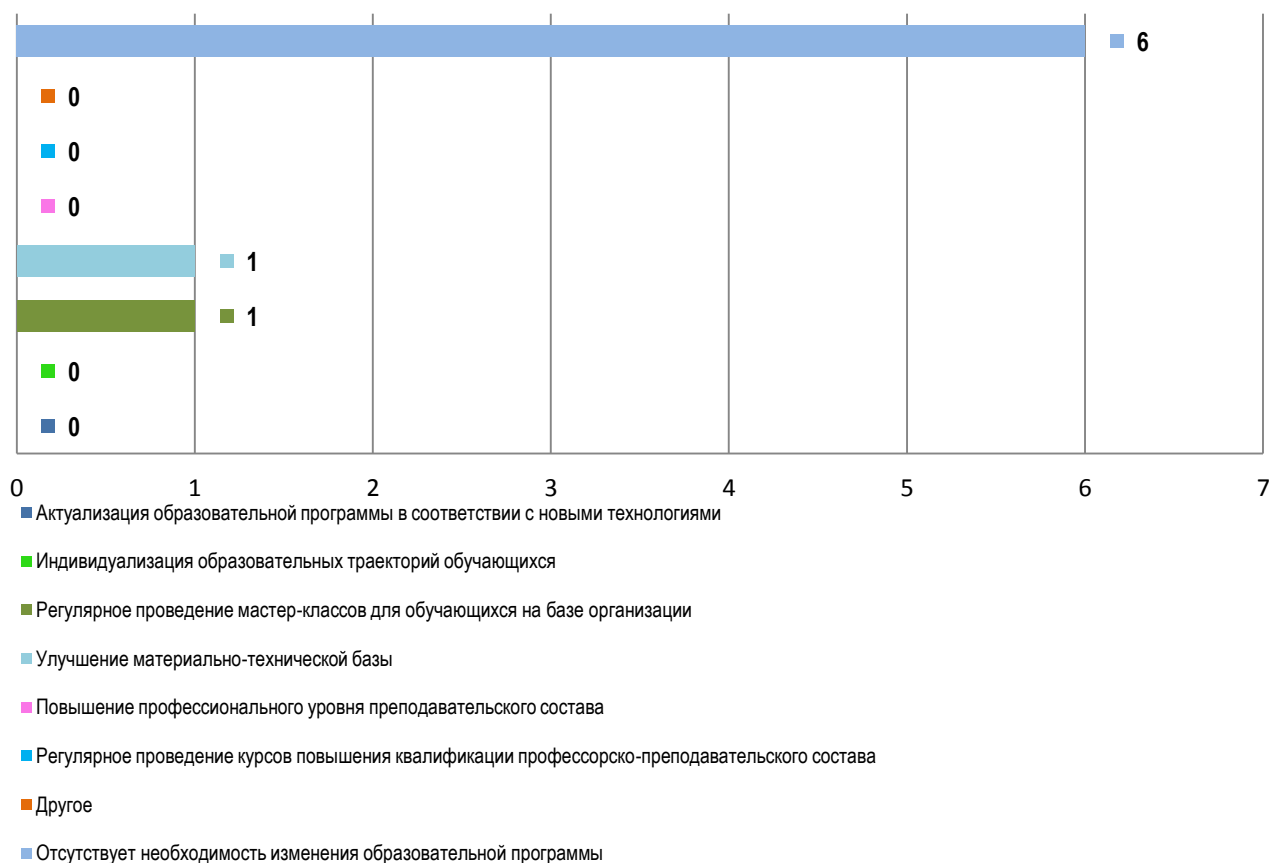 6
0
0
0
1
1
0
0
0 1 2 3 4 5 6 7
Актуализация образовательной программы в соответствии с новыми технологиями
Индивидуализация образовательных траекторий обучающихся
Регулярное проведение мастер-классов для обучающихся на базе организации
Улучшение материально-технической базы
Повышение профессионального уровня преподавательского состава
Регулярное проведение курсов повышения квалификации профессорско-преподавательского состава
Другое
Отсутствует необходимость изменения образовательной программы